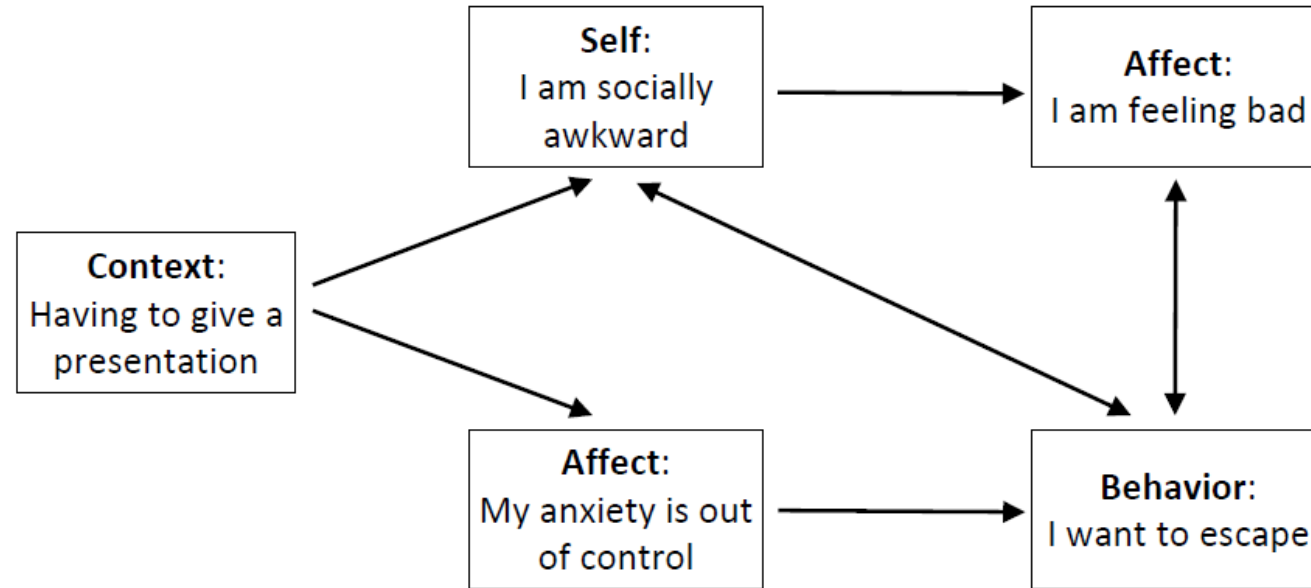 Self:
I am socially
awkward
Affect:
I am feeling bad
Context:
Having to give a
presentation
Affect:
My anxiety is out
of control
Behavior:
I want to escape